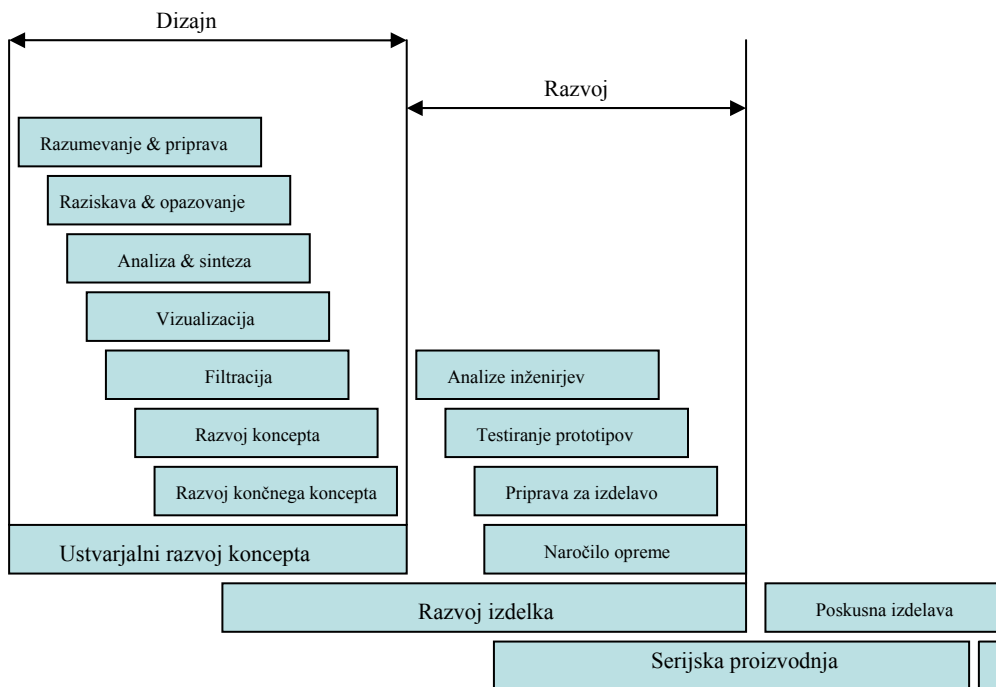 Dizajn
Razvoj
Razumevanje & priprava
Raziskava & opazovanje
Analiza & sinteza
Vizualizacija
Filtracija
Analize inženirjev
Razvoj koncepta
Testiranje prototipov
Razvoj končnega koncepta
Priprava za izdelavo
Ustvarjalni razvoj koncepta
Naročilo opreme
Razvoj izdelka
Poskusna izdelava
Serijska proizvodnja